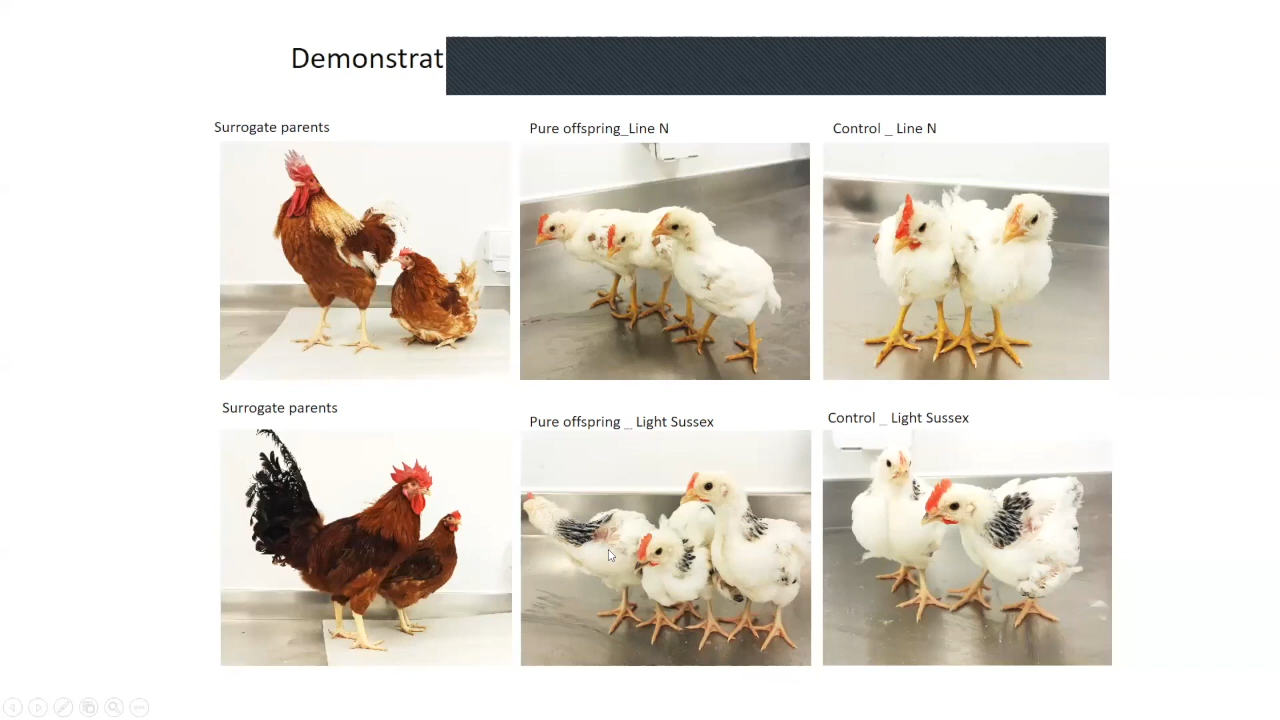 Demonstrat
Surrogate parents
Pure offspring_Line N
Control _ Line N
Surrogate parents
Pure offspring _ Light Sussex
Control _ Light Sussex